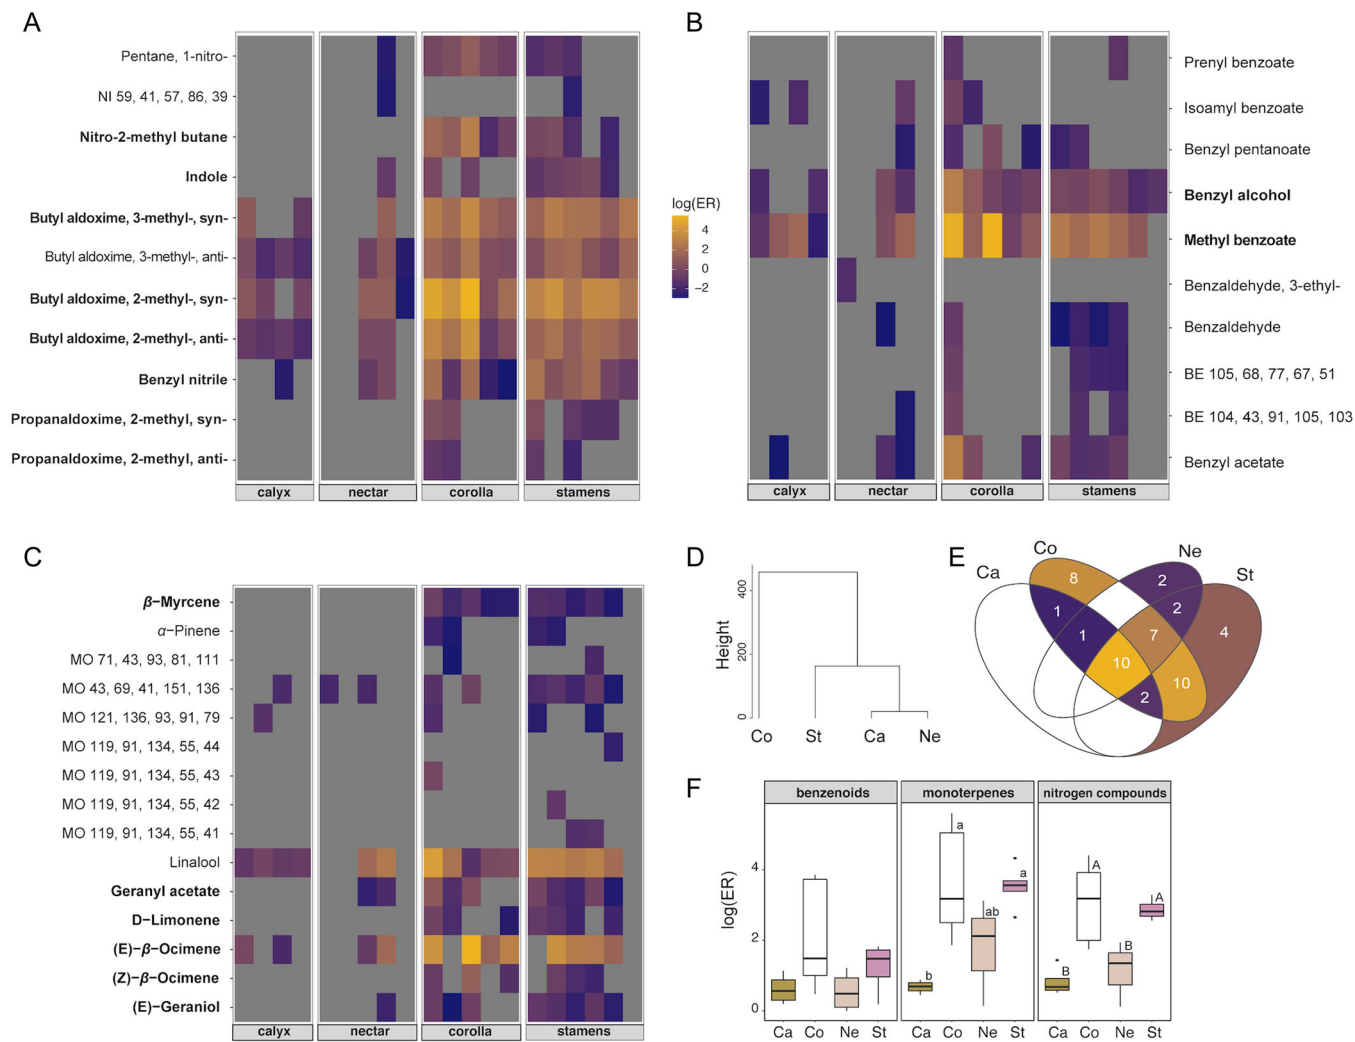 A
Pentane, 1-nitro-
NI 59, 41, 57, 86, 39
Nitro-2-methyl butane
Indole
Butyl aldoxime, 3-methyl-, syn-
Butyl aldoxime, 3-methyl-, anti-
Butyl aldoxime, 2-methyl-, syn-
Butyl aldoxime, 2-methyl-, anti-
Benzyl nitrile
Propanaldoxime, 2-methyl, syn-
Propanaldoxime, 2-methyl, anti-
calyx nectar corolla stamens
log(ER)
4
2
0
−2
B
Prenyl benzoate
Isoamyl benzoate
Benzyl pentanoate
Benzyl alcohol
Methyl benzoate
Benzaldehyde, 3-ethyl-
Benzaldehyde
BE 105, 68, 77, 67, 51
BE 104, 43, 91, 105, 103
Benzyl acetate
calyx nectar corolla stamens
C
β−Myrcene
α−Pinene
MO 71, 43, 93, 81, 111
MO 43, 69, 41, 151, 136
MO 121, 136, 93, 91, 79
MO 119, 91, 134, 55, 44
MO 119, 91, 134, 55, 43
MO 119, 91, 134, 55, 42
MO 119, 91, 134, 55, 41
Linalool
Geranyl acetate
D−Limonene
(E)−β−Ocimene
(Z)−β−Ocimene
(E)−Geraniol
calyx nectar corolla stamens
D
Height
400
200
0
Co St Ca Ne
E
Ca Co Ne St
8 2
1 2
1 7 4
10 10
2
F
benzenoids monoterpenes nitrogen compounds
log(ER)
4
2
0
b a ab a
B A B A
Ca Co Ne St Ca Co Ne St Ca Co Ne St